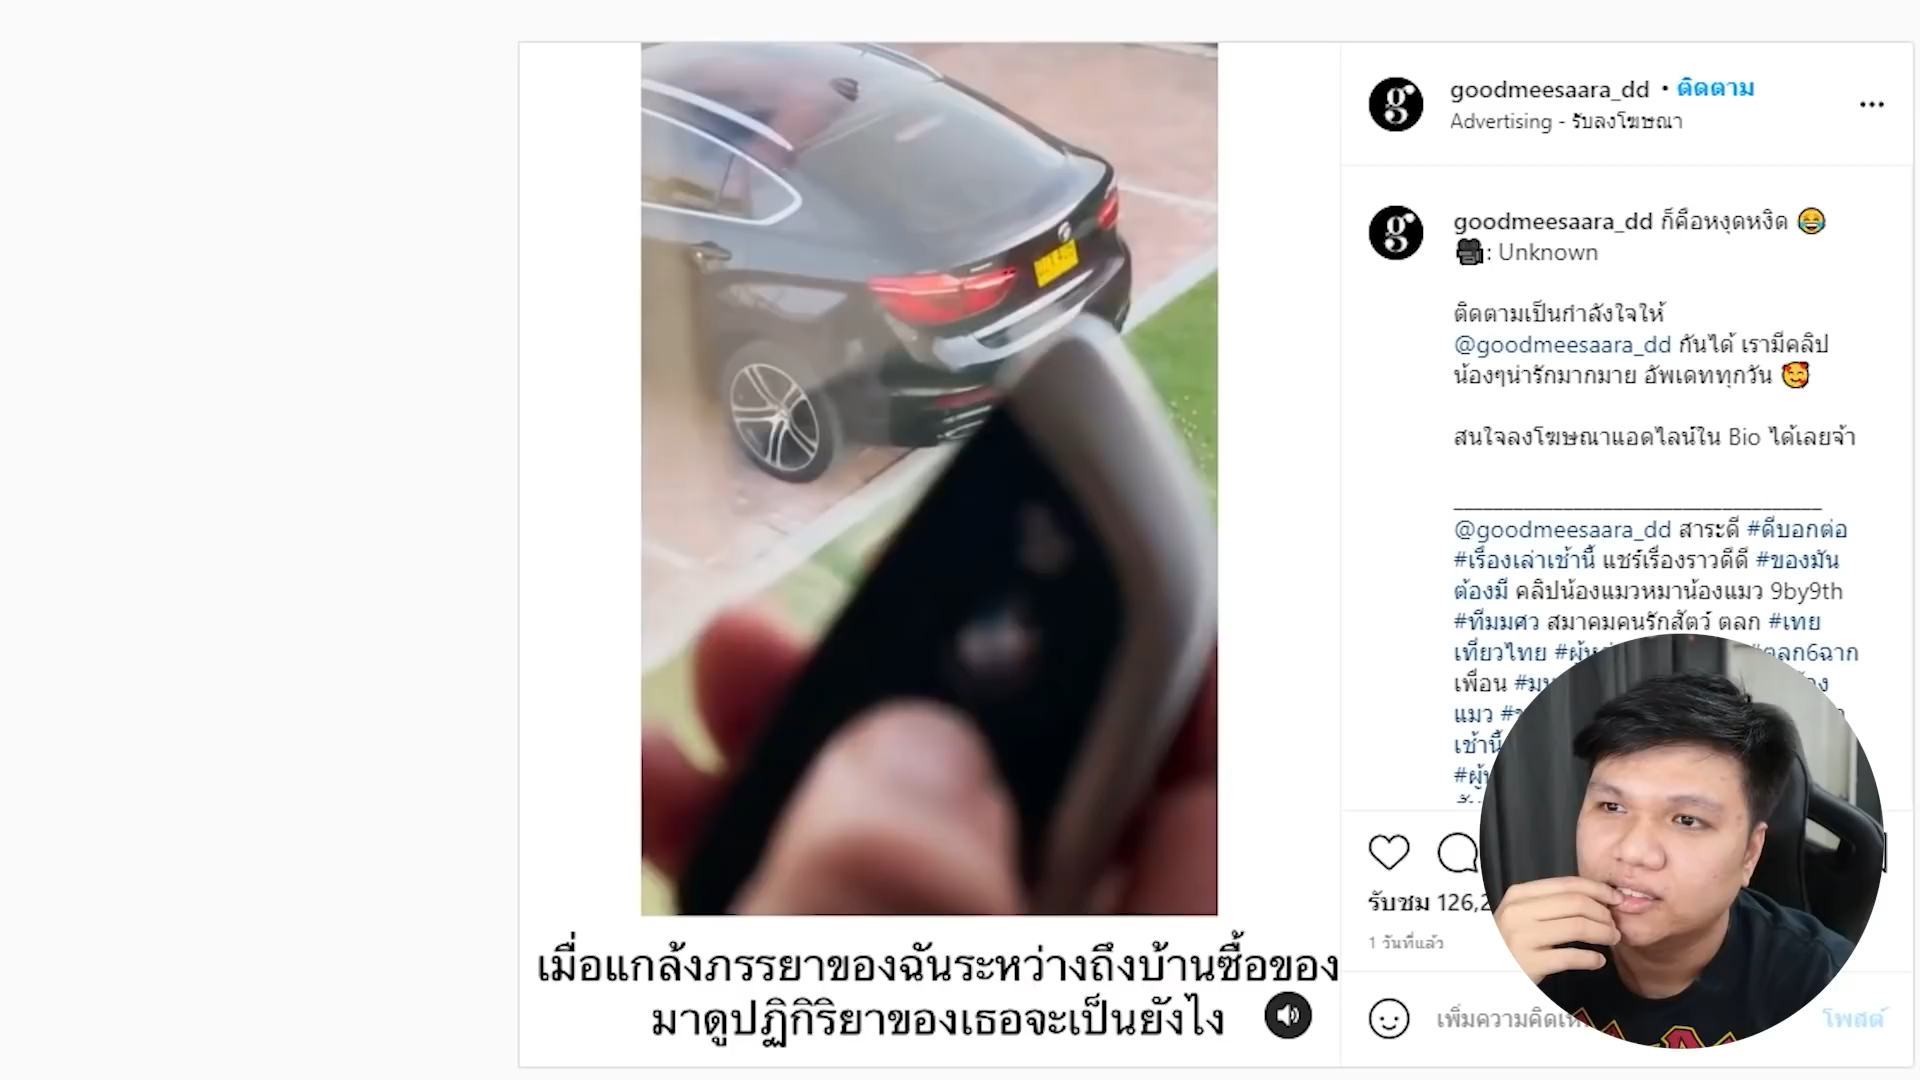 goodmeesaara_dd • ติดตาม
Advertising - รับลงโฆษณา
goodmeesaara_dd ก็คือหงุดหงิด 😂
🎥: Unknown
ติดตามเป็นกำลังใจให้
@goodmeesaara_dd กันได้ เรามีคลิป
น้องๆน่ารักมากมาย อัพเดททุกวัน 🥰
สนใจลงโฆษณาแอดไลน์ใน Bio ได้เลยจ้า
@goodmeesaara_dd สาระดี #ดีบอกต่อ
#เรื่องเล่าเช้านี้ แชร์เรื่องราวดีดี #ของมัน
ต้องมี คลิปน้องแมวหมาน้องแมว 9by9th
#ทีมมศว สมาคมคนรักสัตว์ ตลก #เทย
เที่ยวไทย #ตลก6ฉาก
เพื่อน
แมว
เช้านี้
รับชม
1 วันที่แล้ว
โพสต์
เมื่อแกล้งภรรยาของฉันระหว่างถึงบ้านซื้อของ
มาดูปฏิกิริยาของเธอจะเป็นยังไง